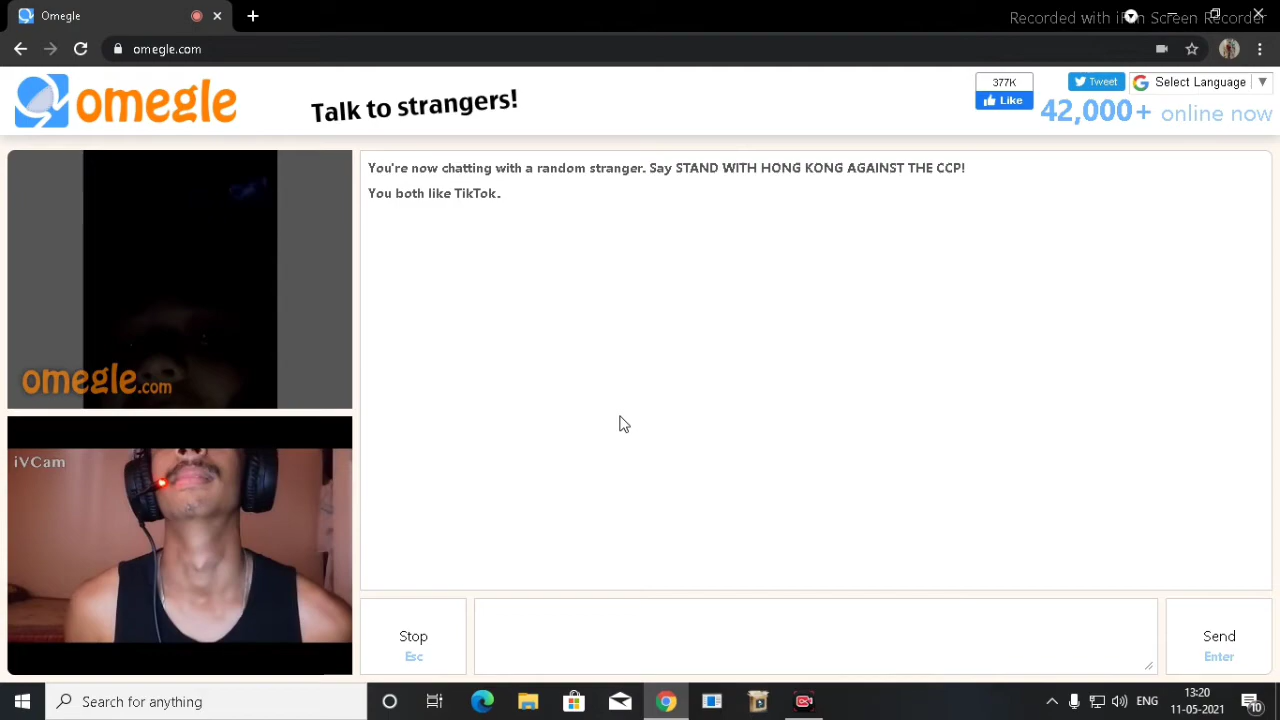 Omegle
Recorded with iFun Screen Recorder
omegle.com
omegle
Talk to strangers!
377K
Like
Tweet
Select Language
42,000+ online now
You're now chatting with a random stranger. Say STAND WITH HONG KONG AGAINST THE CCP!
You both like TikTok.
omegle.com
iVCam
Stop
Esc
Send
Enter
Search for anything
ENG
13:20
11-05-2021
10